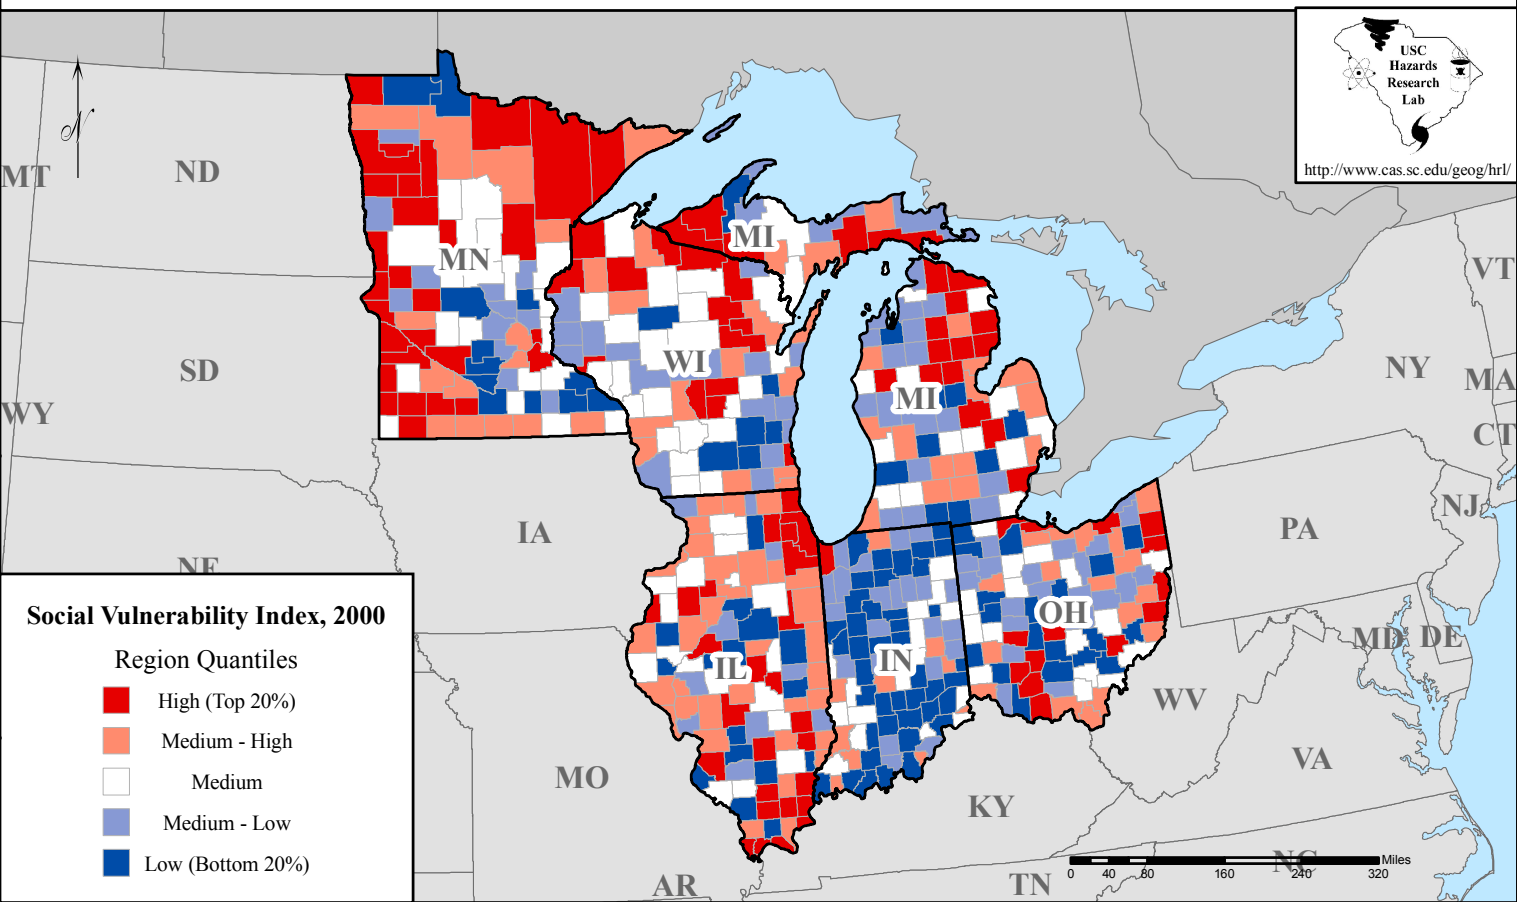 USC
Hazards
Research
Lab
http://www.cas.sc.edu/geog/hrl/
N
MT
ND
MN
MI
VT
SD
WI
MI
NY
MA
WY
CT
IA
NJ
PA
NE
Social Vulnerability Index, 2000
Region Quantiles
High (Top 20%)
Medium - High
Medium
Medium - Low
Low (Bottom 20%)
OH
IL
IN
MD
DE
WV
VA
MO
KY
NC
AR
TN
Miles
0 40 80 160 240 320